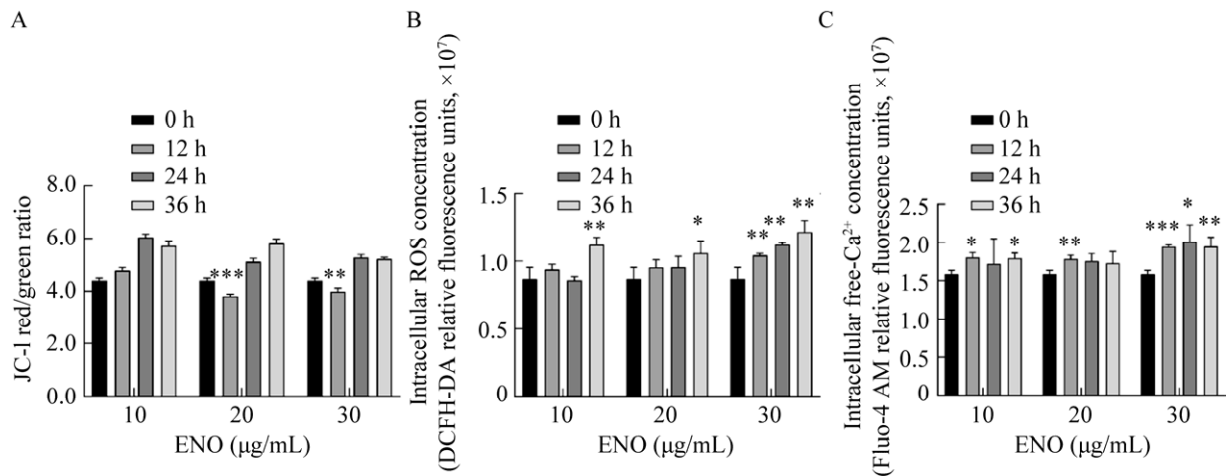 A
JC-1 red/green ratio
8.0
6.0
4.0
2.0
0.0
0 h
12 h
24 h
36 h
***
**
10
20
30
ENO (μg/mL)
B
Intracellular ROS concentration
(DCFH-DA relative fluorescence units, ×10⁷)
1.5
1.0
0.5
0
0 h
12 h
24 h
36 h
**
*
**
**
**
10
20
30
ENO (μg/mL)
C
Intracellular free-Ca²⁺ concentration
(Fluo-4 AM relative fluorescence units, ×10⁷)
2.5
2.0
1.5
1.0
0.5
0
0 h
12 h
24 h
36 h
*
*
**
***
*
**
10
20
30
ENO (μg/mL)